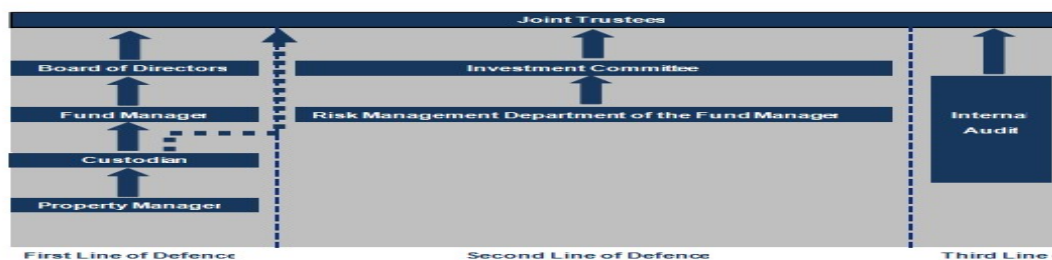 Joint Trustees
Board of Directors
Investment Committee
Fund Manager
Risk Management Department of the Fund Manager
Interna
Audit
Custodian
Property Manager
First Line of Defence
Second Line of Defence
Third Line